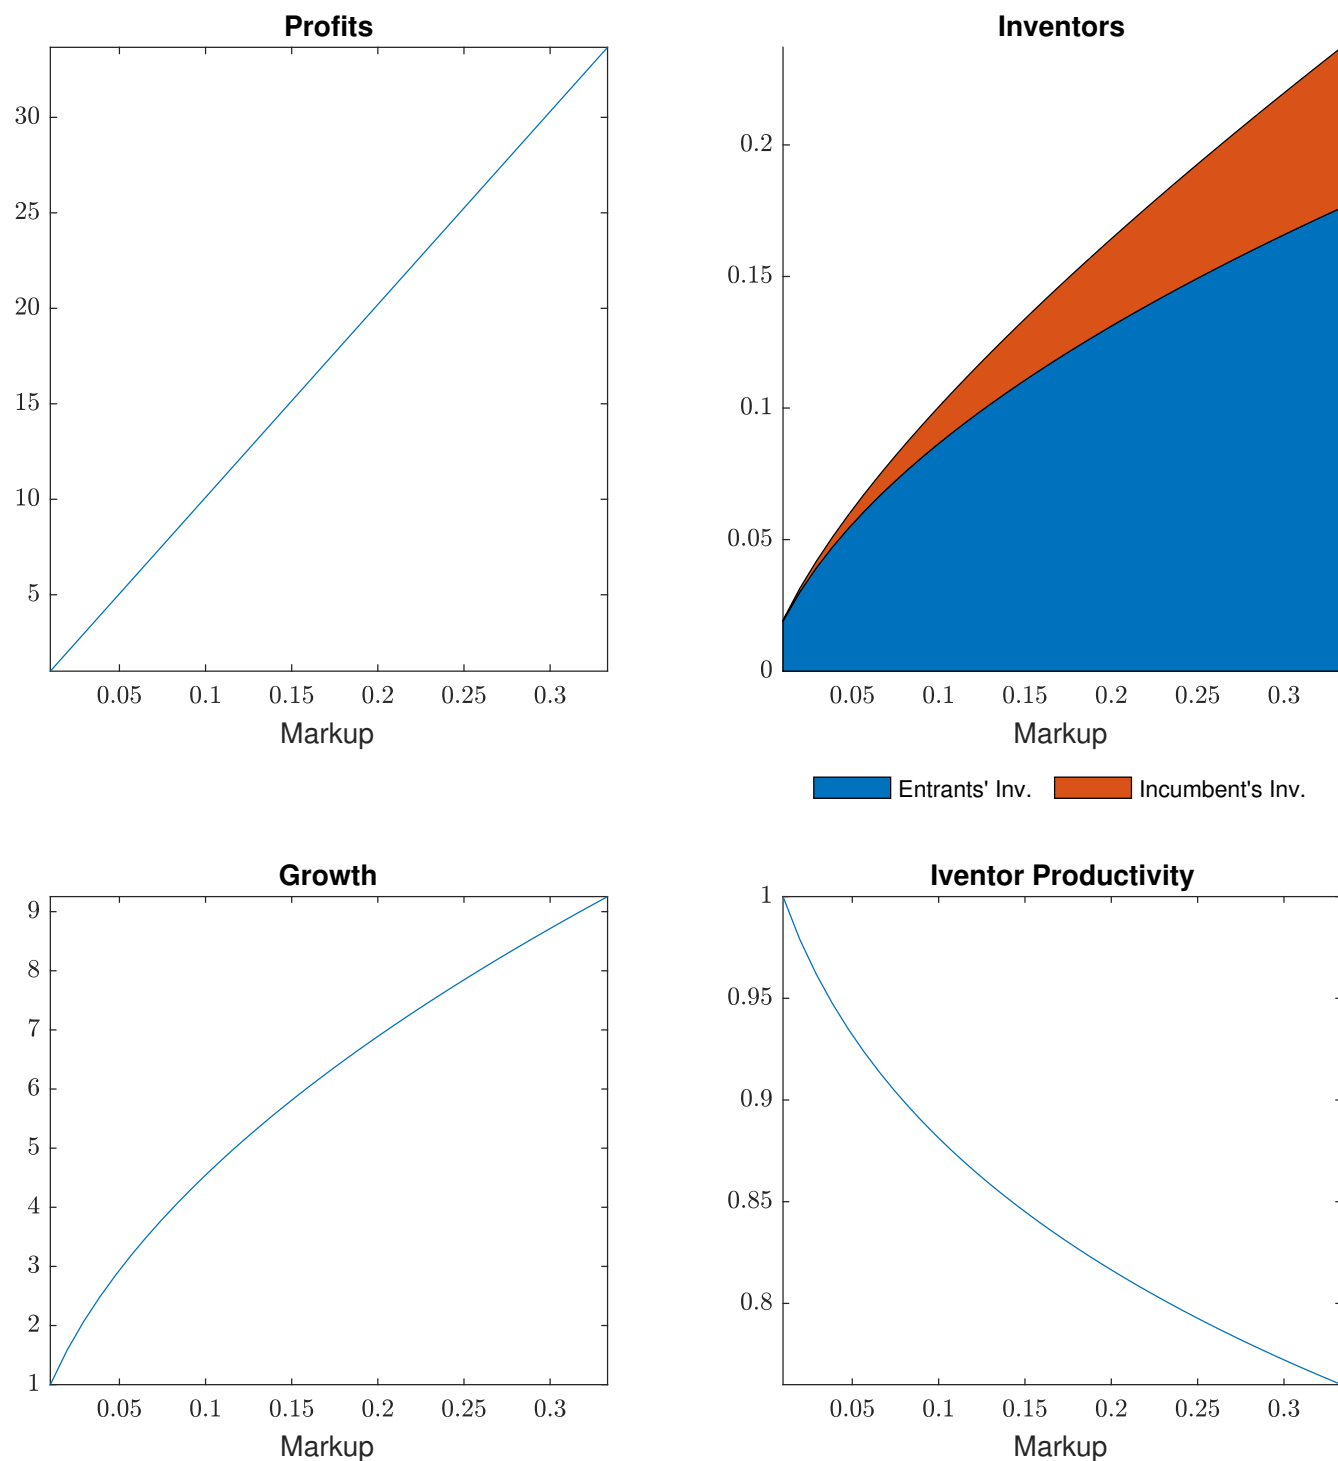 Profits
30
25
20
15
10
5
0.05 0.1 0.15 0.2 0.25 0.3
Markup
Inventors
0.2
0.15
0.1
0.05
0
0.05 0.1 0.15 0.2 0.25 0.3
Markup
Entrants' Inv. Incumbent's Inv.
Growth
9
8
7
6
5
4
3
2
1
0.05 0.1 0.15 0.2 0.25 0.3
Markup
Iventor Productivity
1
0.95
0.9
0.85
0.8
0.05 0.1 0.15 0.2 0.25 0.3
Markup